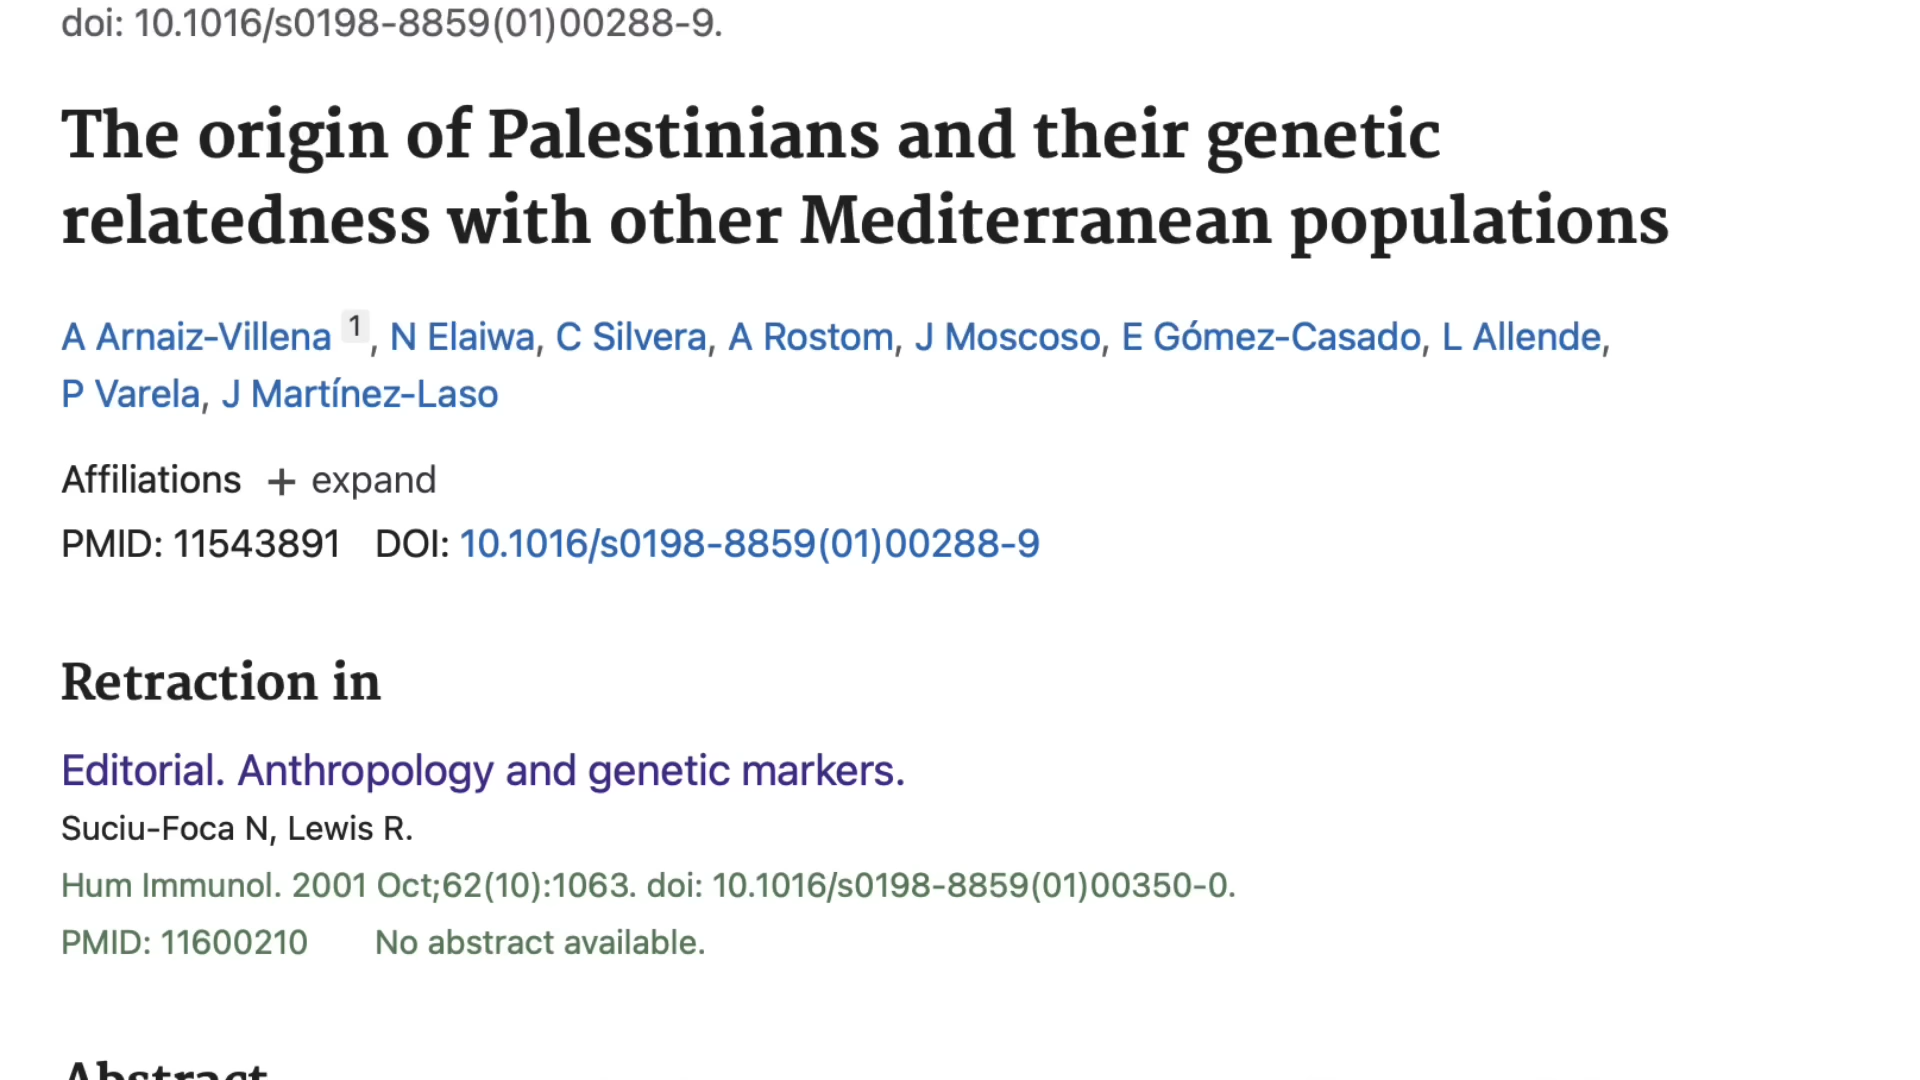 doi: 10.1016/s0198-8859(01)00288-9.
The origin of Palestinians and their genetic
relatedness with other Mediterranean populations
A Arnaiz-Villena 1, N Elaiwa, C Silvera, A Rostom, J Moscoso, E Gómez-Casado, L Allende,
P Varela, J Martínez-Laso
Affiliations + expand
PMID: 11543891 DOI: 10.1016/s0198-8859(01)00288-9
Retraction in
Editorial. Anthropology and genetic markers.
Suciu-Foca N, Lewis R.
Hum Immunol. 2001 Oct;62(10):1063. doi: 10.1016/s0198-8859(01)00350-0.
PMID: 11600210 No abstract available.
Abstract